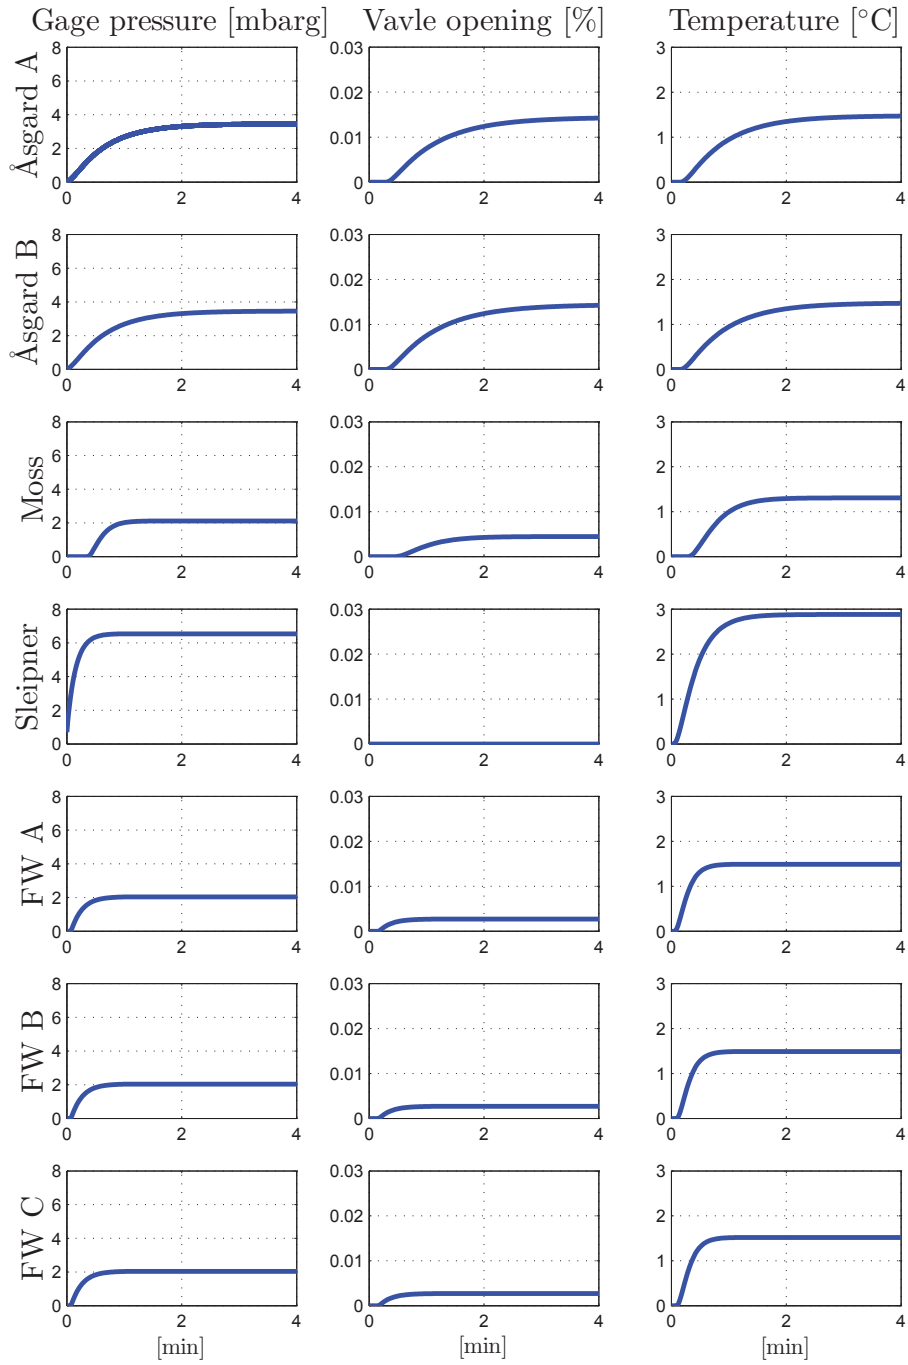 Gage pressure [mbarg] Vavle opening [%] Temperature [°C]
Åsgard A
8 6 4 2 0
0 2 4
0.03 0.02 0.01 0
0 2 4
3 2 1 0
0 2 4
Åsgard B
8 6 4 2 0
0 2 4
0.03 0.02 0.01 0
0 2 4
3 2 1 0
0 2 4
Moss
8 6 4 2 0
0 2 4
0.03 0.02 0.01 0
0 2 4
3 2 1 0
0 2 4
Sleipner
8 6 4 2 0
0 2 4
0.03 0.02 0.01 0
0 2 4
3 2 1 0
0 2 4
FW A
8 6 4 2 0
0 2 4
0.03 0.02 0.01 0
0 2 4
3 2 1 0
0 2 4
FW B
8 6 4 2 0
0 2 4
0.03 0.02 0.01 0
0 2 4
3 2 1 0
0 2 4
FW C
8 6 4 2 0
0 2 4
0.03 0.02 0.01 0
0 2 4
3 2 1 0
0 2 4
[min] [min] [min]